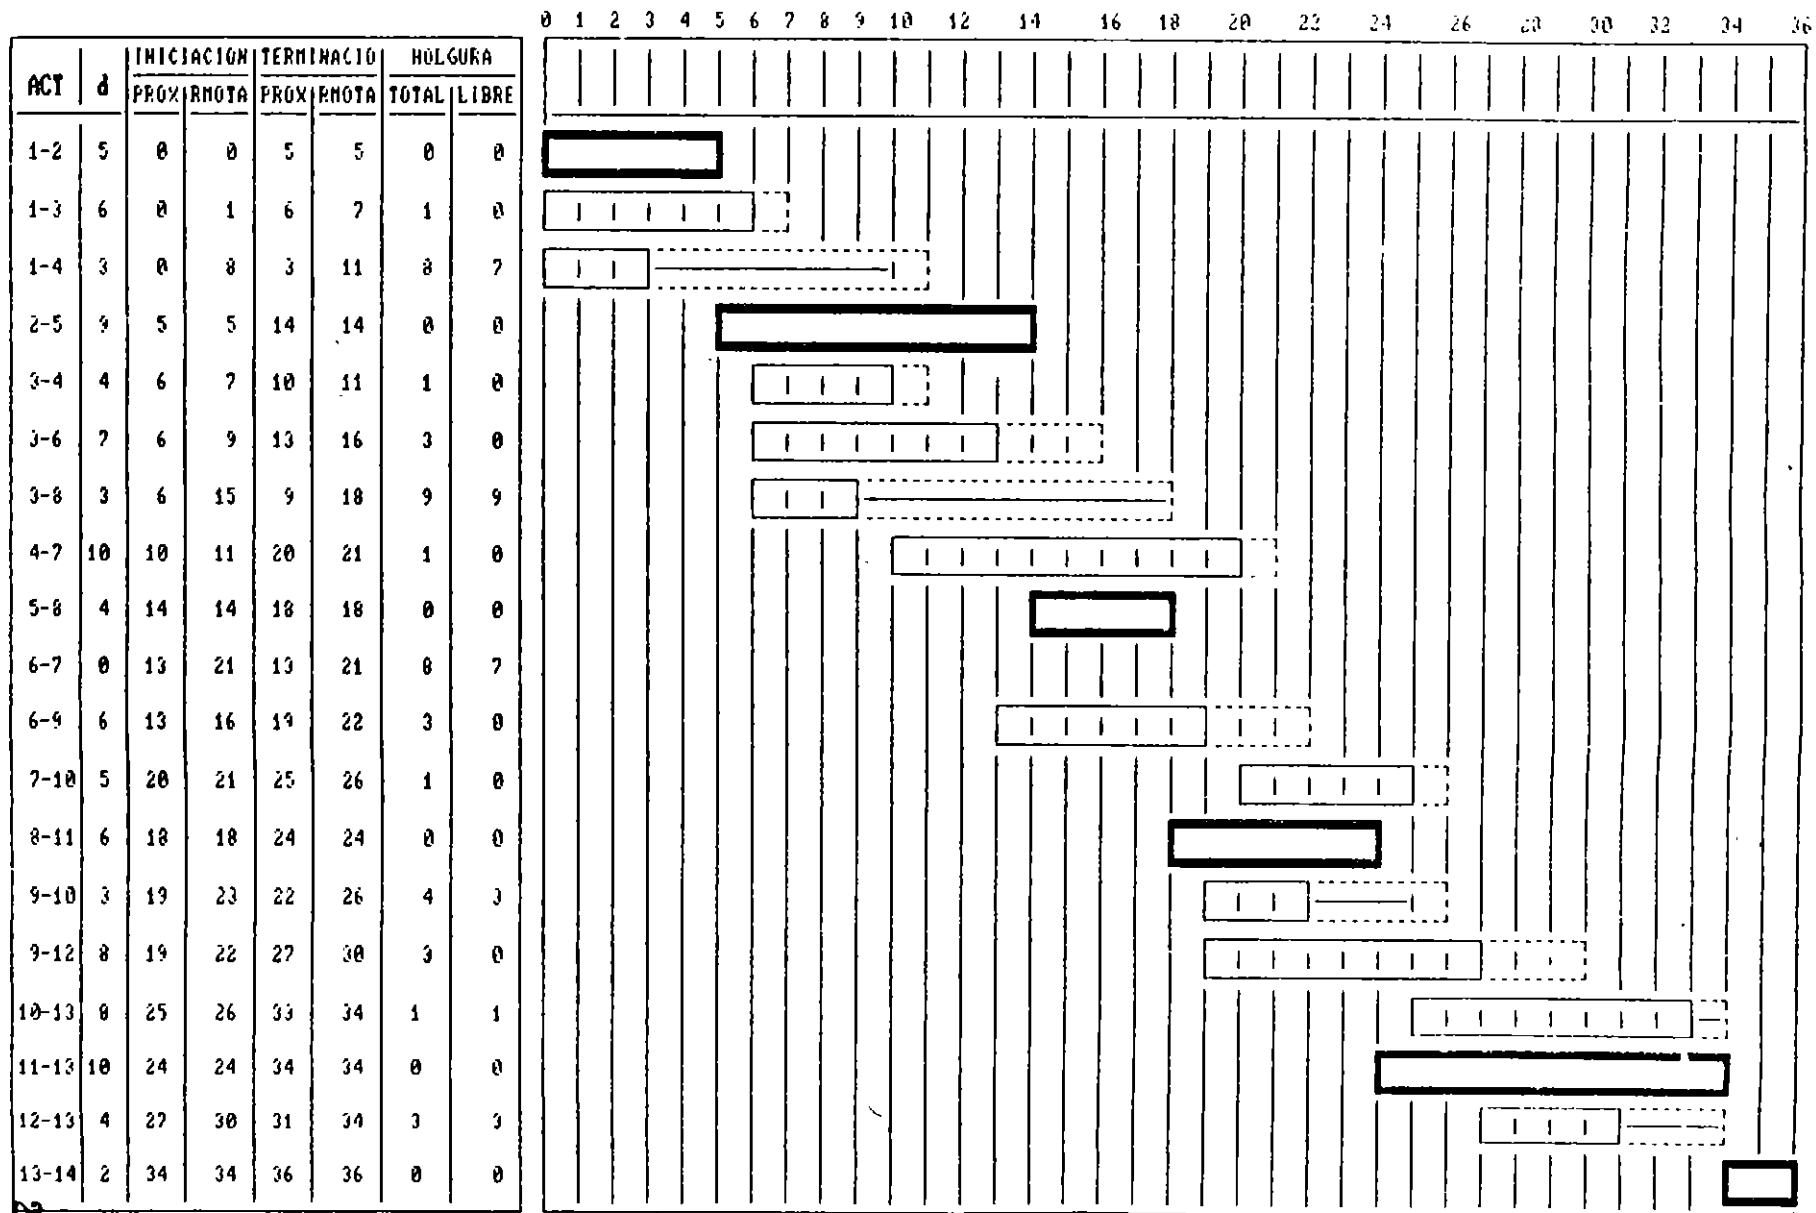 0 1 2 3 4 5 6 7 8 9 10 12 14 16 18 20 22 24 26 28 30 32 34 36
INICIACION TERMINACIO HOLGURA
ACT d PROX RMOTA PROX RMOTA TOTAL LIBRE
1-2 5 0 0 5 5 0 0
1-3 6 0 1 6 7 1 0
1-4 3 0 8 3 11 8 7
2-5 9 5 5 14 14 0 0
3-4 4 6 7 10 11 1 0
3-6 7 6 9 13 16 3 0
3-8 3 6 15 9 18 9 9
4-7 10 10 11 20 21 1 0
5-8 4 14 14 18 18 0 0
6-7 0 13 21 13 21 8 7
6-9 6 13 16 19 22 3 0
7-10 5 20 21 25 26 1 0
8-11 6 18 18 24 24 0 0
9-10 3 19 23 22 26 4 3
9-12 8 19 22 27 30 3 0
10-13 8 25 26 33 34 1 1
11-13 10 24 24 34 34 0 0
12-13 4 27 30 31 34 3 3
13-14 2 34 34 36 36 0 0